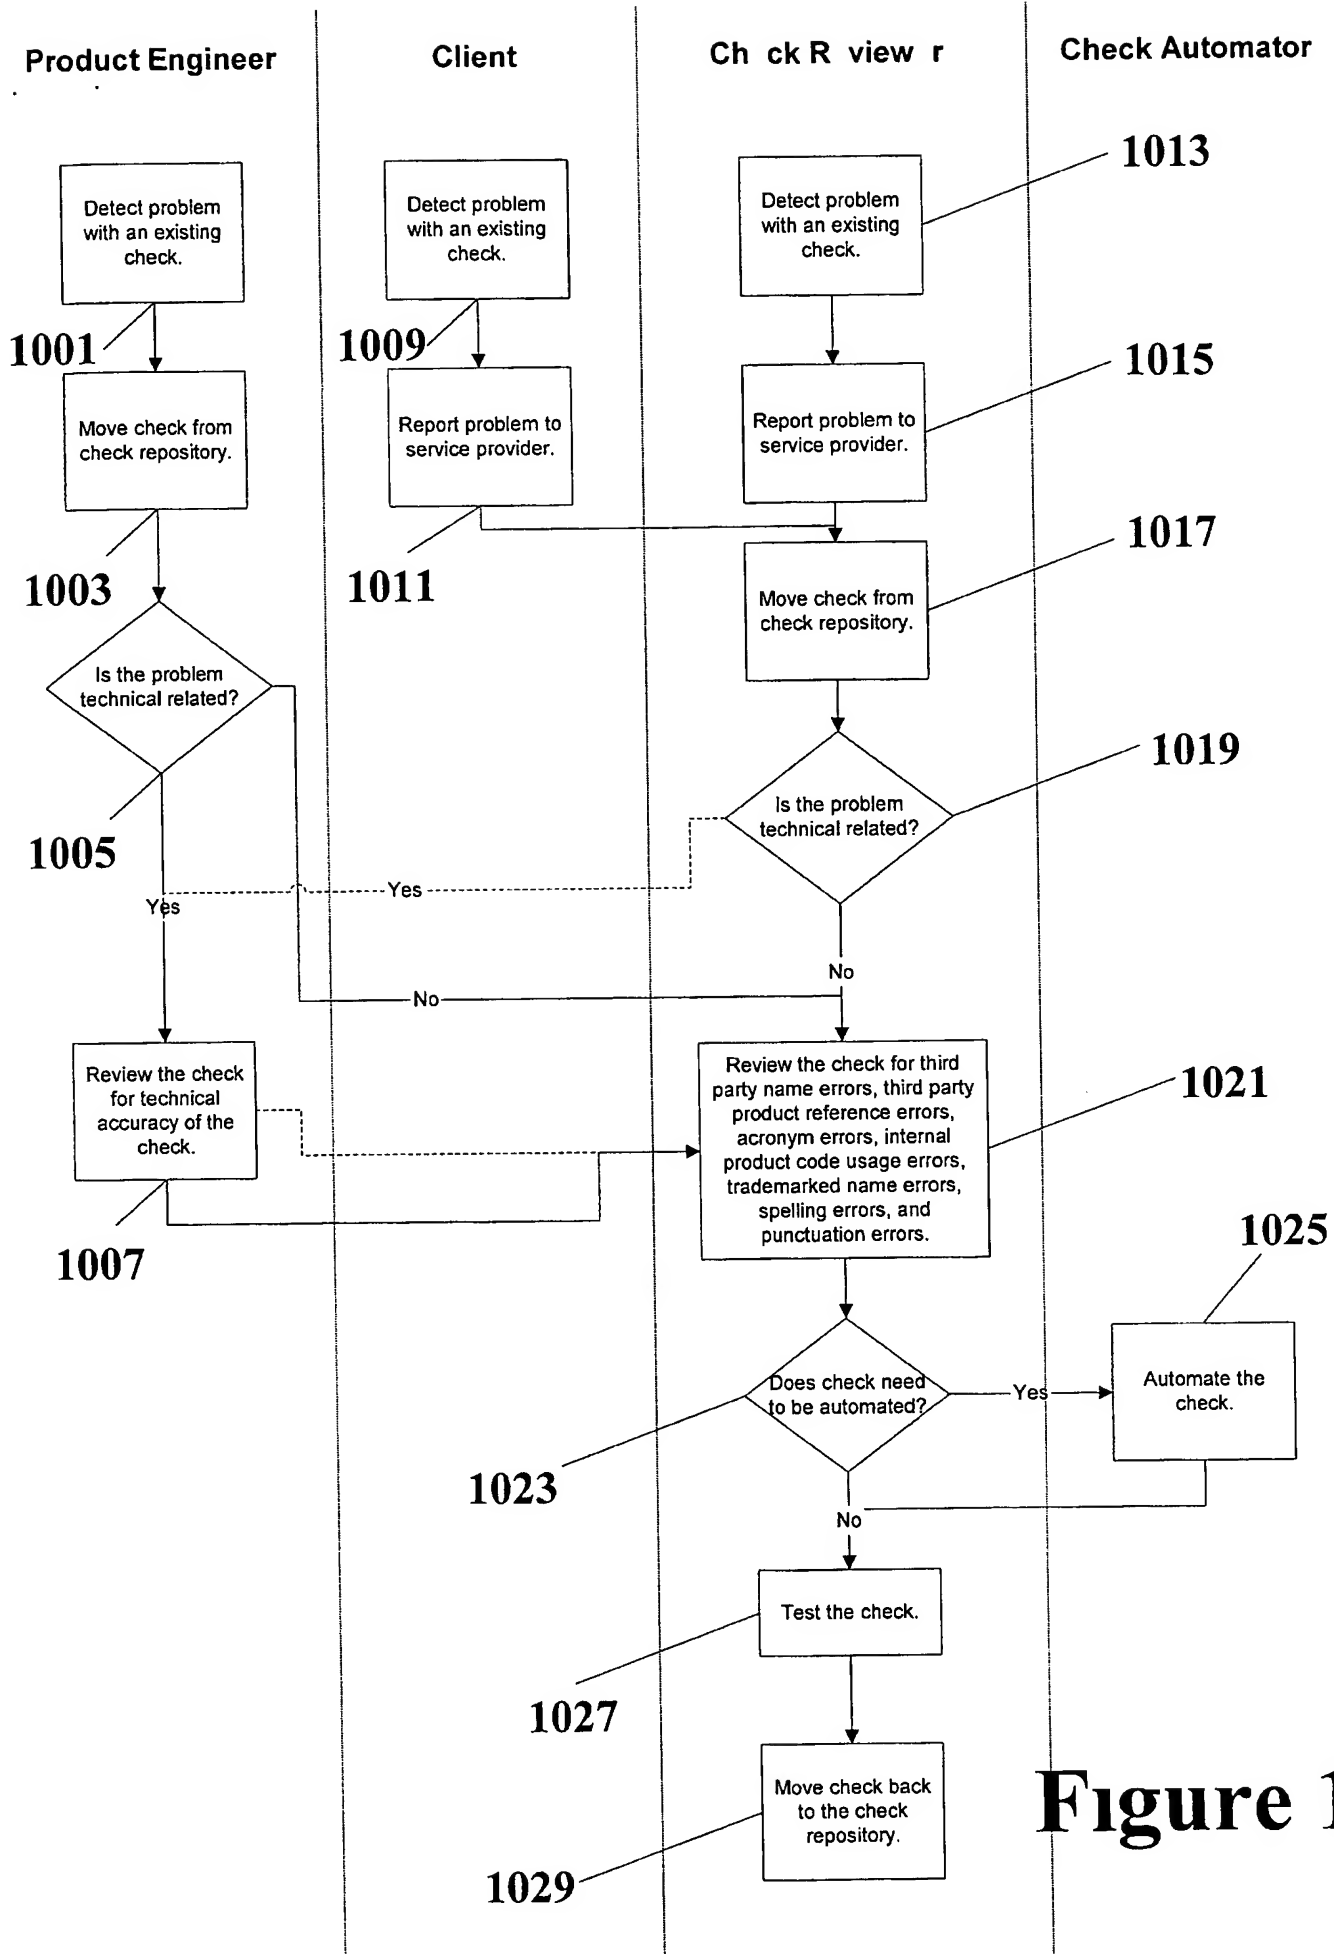 Product Engineer
Client
Ch ck R view r
Check Automator
Detect problem
with an existing
check.
Detect problem
with an existing
check.
Detect problem
with an existing
check.
1013
1001
1009
1015
Move check from
check repository.
Report problem to
service provider.
Report problem to
service provider.
1003
1011
1017
Move check from
check repository.
Is the problem
technical related?
1019
Is the problem
technical related?
1005
Yes
Yes
No
No
Review the check
for technical
accuracy of the
check.
Review the check for third
party name errors, third party
product reference errors,
acronym errors, internal
product code usage errors,
trademarked name errors,
spelling errors, and
punctuation errors.
1021
1007
1025
Does check need
to be automated?
Yes
Automate the
check.
1023
No
Test the check.
1027
Move check back
to the check
repository.
1029
Figure 1